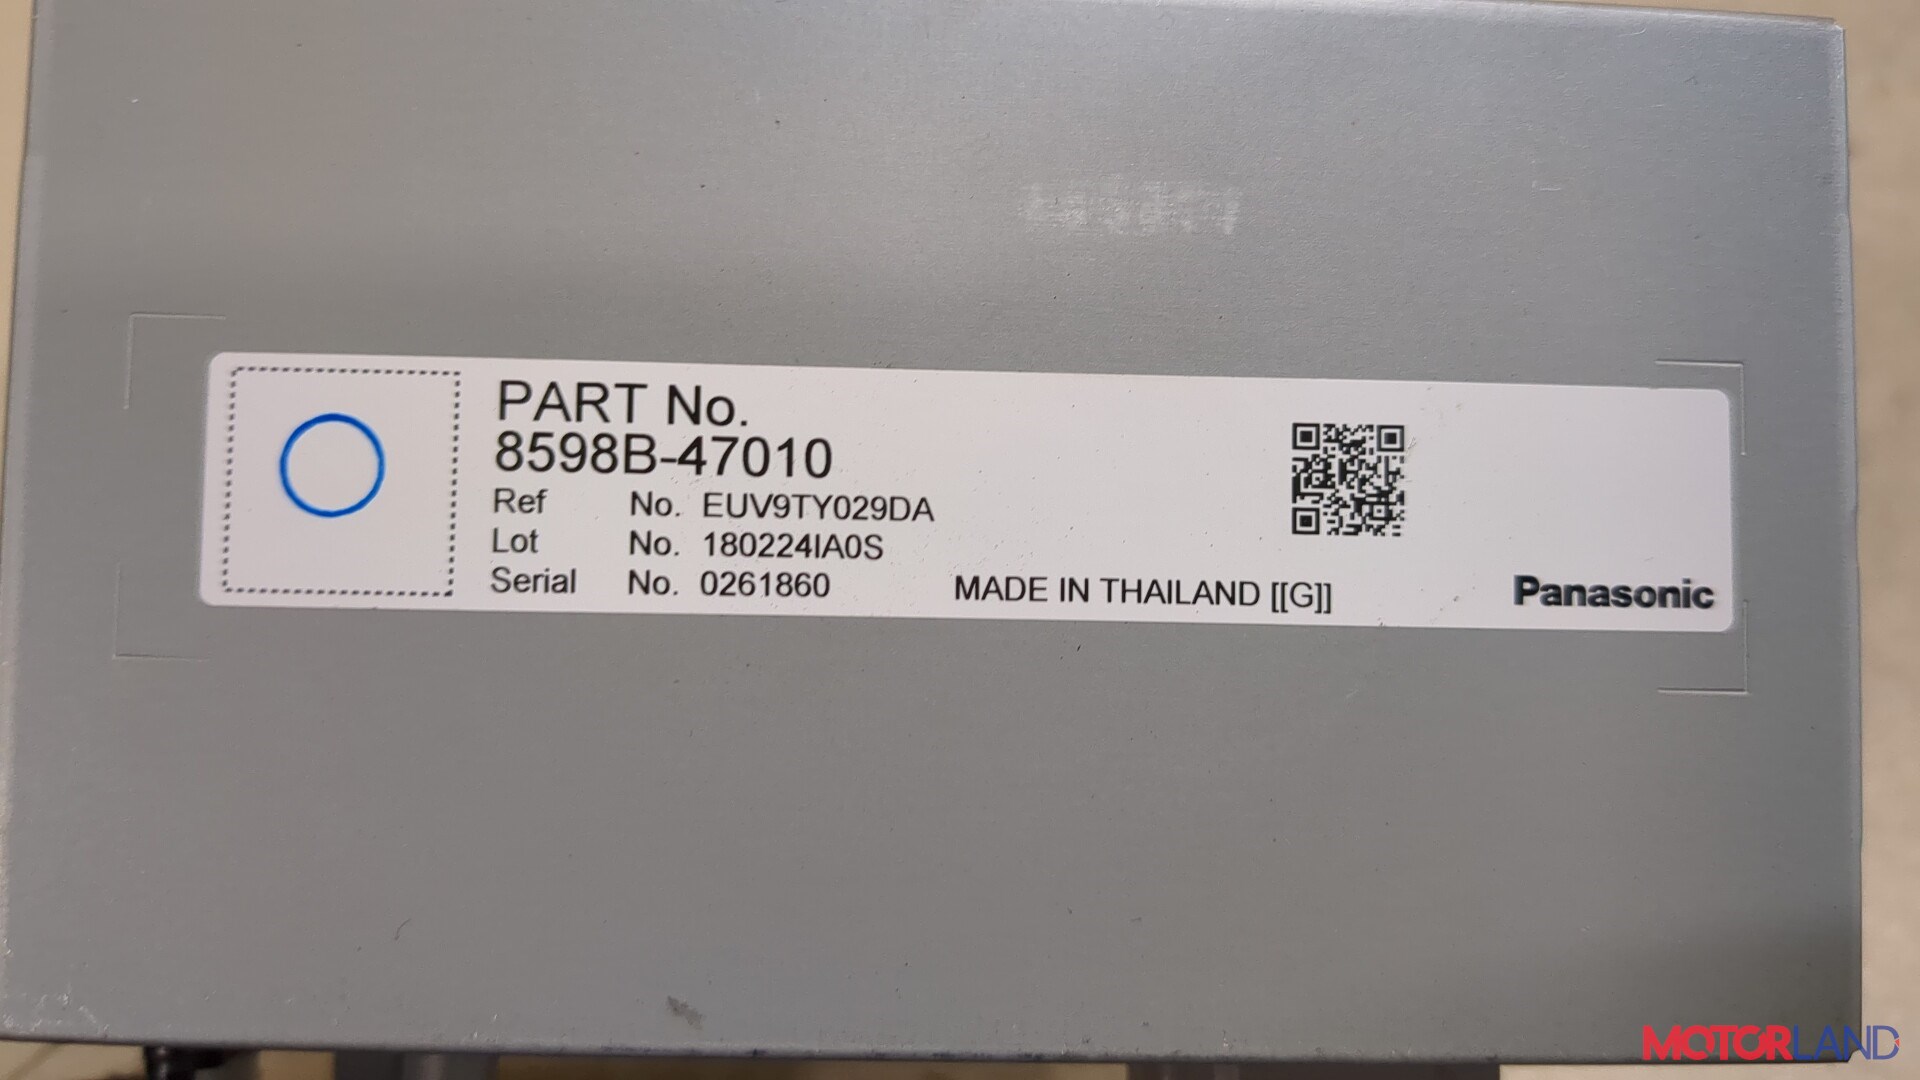 PART No.
8598B-47010
Ref No. EUV9TY029DA
Lot No. 180224IA0S
Serial No. 0261860
MADE IN THAILAND [[G]]
Panasonic
MOTORLAND